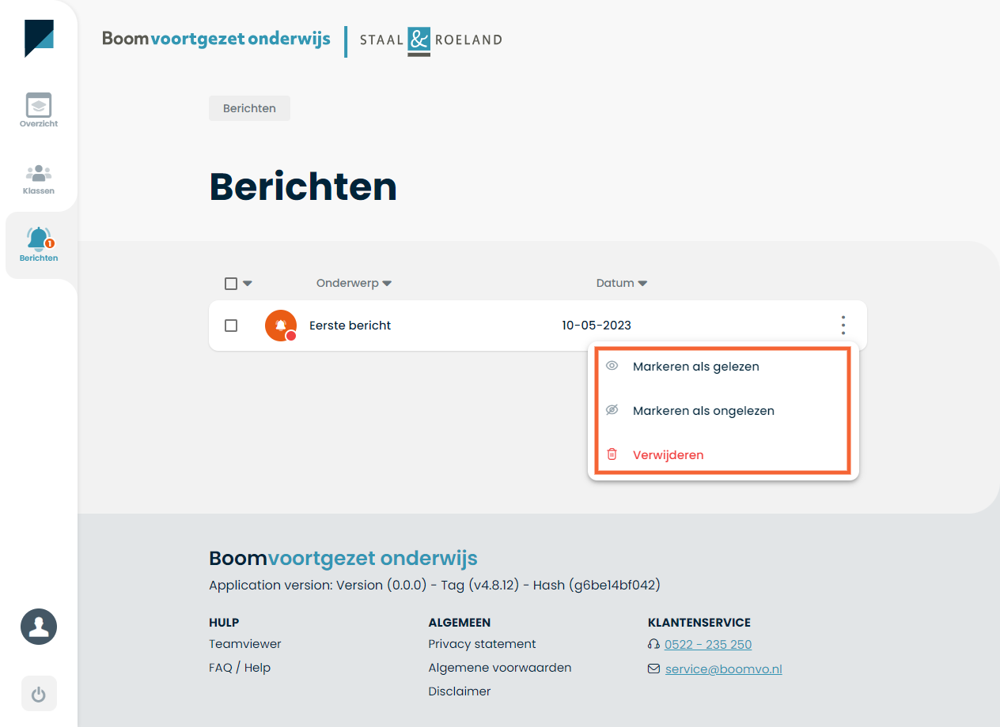 Boom voortgezet onderwijs | STAAL & ROELAND
Overzicht
Klassen
1
Berichten
Berichten
Berichten
Onderwerp Datum
Eerste bericht 10-05-2023
Markeren als gelezen
Markeren als ongelezen
Verwijderen
Boomvoortgezet onderwijs
Application version: Version (0.0.0) - Tag (v4.8.12) - Hash (g6be14bf042)
HULP
Teamviewer
FAQ / Help
ALGEMEEN
Privacy statement
Algemene voorwaarden
Disclaimer
KLANTENSERVICE
0522 - 235 250
service@boomvo.nl